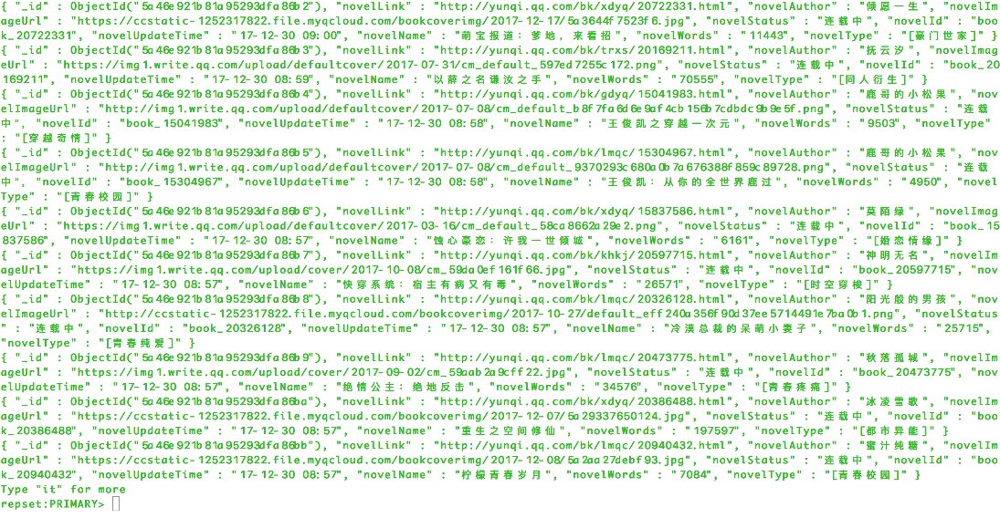 { "_id" : ObjectId("5a46e921b81a95293dfa86b2"), "novelLink" : "http://yunqi.qq.com/bk/xdyq/20722331.html", "novelAuthor" : "倾愿一生", "novelIm
ageUrl" : "https://ccstatic-1252317822.file.myqcloud.com/bookcoverimg/2017-12-17/5a3644f7523f6.jpg", "novelStatus" : "连载中", "novelId" : "boo
k_20722331", "novelUpdateTime" : "17-12-30 09:00", "novelName" : "萌宝报道：爹地，来看招", "novelWords" : "11443", "novelType" : "[豪门世家]" }
{ "_id" : ObjectId("5a46e921b81a95293dfa86b3"), "novelLink" : "http://yunqi.qq.com/bk/trxs/20169211.html", "novelAuthor" : "抚云汐", "novelImag
eUrl" : "https://img1.write.qq.com/upload/defaultcover/2017-07-31/cm_default_597ed7255c172.png", "novelStatus" : "连载中", "novelId" : "book_20
169211", "novelUpdateTime" : "17-12-30 08:59", "novelName" : "以薛之名谦汝之手", "novelWords" : "70555", "novelType" : "[同人衍生]" }
{ "_id" : ObjectId("5a46e921b81a95293dfa86b4"), "novelLink" : "http://yunqi.qq.com/bk/gdyq/15041983.html", "novelAuthor" : "鹿哥的小松果", "nov
elImageUrl" : "http://img1.write.qq.com/upload/defaultcover/2017-07-08/cm_default_b8f7fa6d6e9af4cb156b7cdbdc9b9e5f.png", "novelStatus" : "连载
中", "novelId" : "book_15041983", "novelUpdateTime" : "17-12-30 08:58", "novelName" : "王俊凯之穿越一次元", "novelWords" : "9503", "novelType"
: "[穿越奇情]" }
{ "_id" : ObjectId("5a46e921b81a95293dfa86b5"), "novelLink" : "http://yunqi.qq.com/bk/lmqc/15304967.html", "novelAuthor" : "鹿哥的小松果", "nov
elImageUrl" : "http://img1.write.qq.com/upload/defaultcover/2017-07-08/cm_default_9370293c680a0b7a676388f859c89728.png", "novelStatus" : "连载
中", "novelId" : "book_15304967", "novelUpdateTime" : "17-12-30 08:58", "novelName" : "王俊凯：从你的全世界鹿过", "novelWords" : "4950", "novel
Type" : "[青春校园]" }
{ "_id" : ObjectId("5a46e921b81a95293dfa86b6"), "novelLink" : "http://yunqi.qq.com/bk/xdyq/15837586.html", "novelAuthor" : "莫陌绿", "novelImag
eUrl" : "https://img1.write.qq.com/upload/defaultcover/2017-03-16/cm_default_58ca8662a29e2.png", "novelStatus" : "连载中", "novelId" : "book_15
837586", "novelUpdateTime" : "17-12-30 08:57", "novelName" : "蚀心豪恋：许我一世倾城", "novelWords" : "6161", "novelType" : "[婚恋情缘]" }
{ "_id" : ObjectId("5a46e921b81a95293dfa86b7"), "novelLink" : "http://yunqi.qq.com/bk/khkj/20597715.html", "novelAuthor" : "神明无名", "novelIm
ageUrl" : "https://img1.write.qq.com/upload/cover/2017-10-08/cm_59da0ef161f66.jpg", "novelStatus" : "连载中", "novelId" : "book_20597715", "nov
elUpdateTime" : "17-12-30 08:57", "novelName" : "快穿系统：宿主有病又有毒", "novelWords" : "26571", "novelType" : "[时空穿梭]" }
{ "_id" : ObjectId("5a46e921b81a95293dfa86b8"), "novelLink" : "http://yunqi.qq.com/bk/lmqc/20326128.html", "novelAuthor" : "阳光般的男孩", "nov
elImageUrl" : "http://ccstatic-1252317822.file.myqcloud.com/bookcoverimg/2017-10-27/default_eff240a356f90d37ee5714491e7ba0b1.png", "novelStatus
" : "连载中", "novelId" : "book_20326128", "novelUpdateTime" : "17-12-30 08:57", "novelName" : "冷漠总裁的呆萌小妻子", "novelWords" : "25715",
"novelType" : "[青春纯爱]" }
{ "_id" : ObjectId("5a46e921b81a95293dfa86b9"), "novelLink" : "http://yunqi.qq.com/bk/lmqc/20473775.html", "novelAuthor" : "秋落孤城", "novelIm
ageUrl" : "https://img1.write.qq.com/upload/cover/2017-09-02/cm_59aab2a9cff22.jpg", "novelStatus" : "连载中", "novelId" : "book_20473775", "nov
elUpdateTime" : "17-12-30 08:57", "novelName" : "绝情公主：绝地反击", "novelWords" : "34576", "novelType" : "[青春疼痛]" }
{ "_id" : ObjectId("5a46e921b81a95293dfa86ba"), "novelLink" : "http://yunqi.qq.com/bk/xdyq/20386488.html", "novelAuthor" : "冰凌雪歌", "novelIm
ageUrl" : "https://ccstatic-1252317822.file.myqcloud.com/bookcoverimg/2017-12-07/5a29337650124.jpg", "novelStatus" : "连载中", "novelId" : "boo
k_20386488", "novelUpdateTime" : "17-12-30 08:57", "novelName" : "重生之空间修仙", "novelWords" : "197597", "novelType" : "[都市异能]" }
{ "_id" : ObjectId("5a46e921b81a95293dfa86bb"), "novelLink" : "http://yunqi.qq.com/bk/lmqc/20940432.html", "novelAuthor" : "蜜汁纯糖", "novelIm
ageUrl" : "https://ccstatic-1252317822.file.myqcloud.com/bookcoverimg/2017-12-08/5a2aa27debf93.jpg", "novelStatus" : "连载中", "novelId" : "boo
k_20940432", "novelUpdateTime" : "17-12-30 08:57", "novelName" : "柠檬青春岁月", "novelWords" : "7084", "novelType" : "[青春校园]" }
Type "it" for more
repset:PRIMARY>